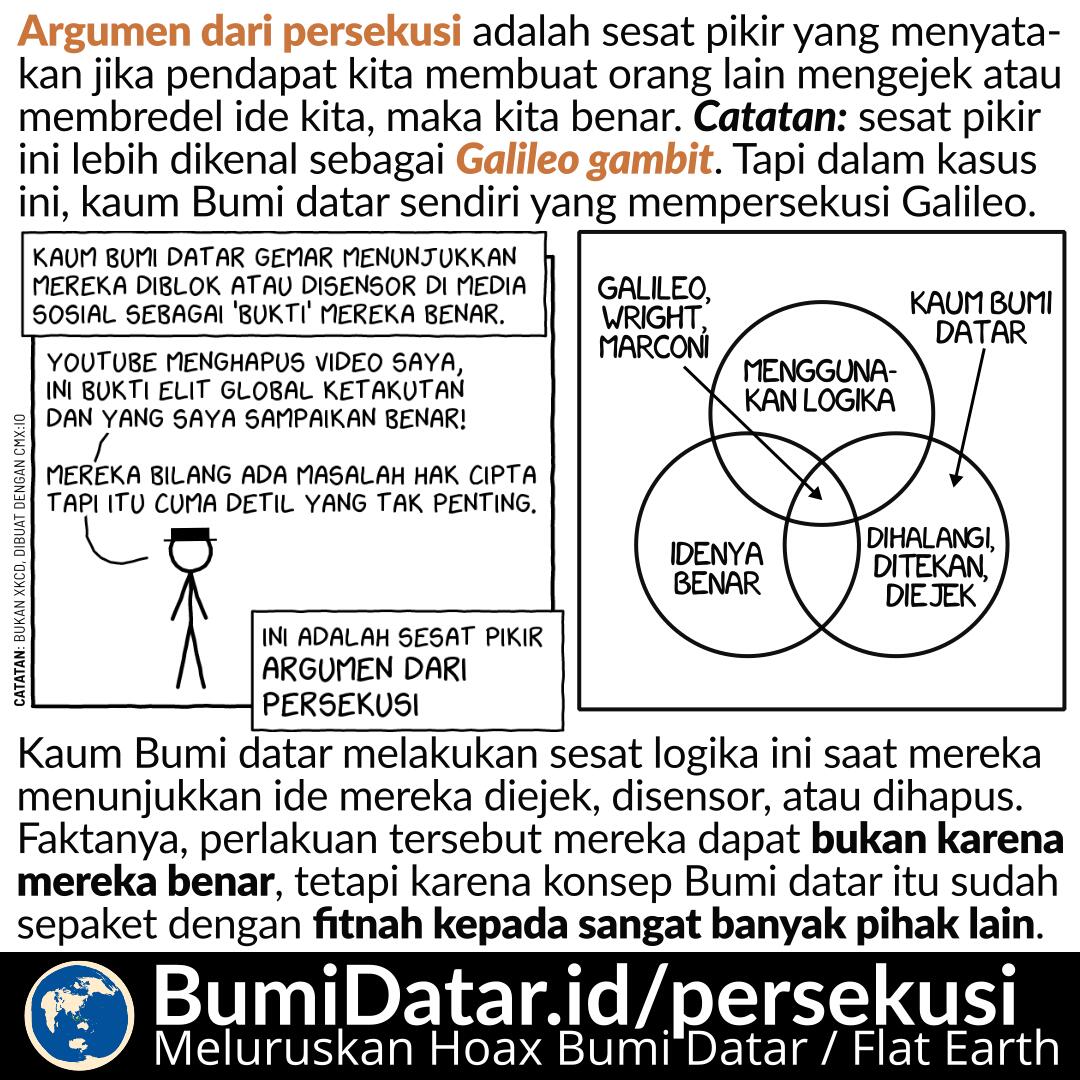 Argumen dari persekusi adalah sesat pikir yang menyata-
kan jika pendapat kita membuat orang lain mengejek atau
membredel ide kita, maka kita benar. Catatan: sesat pikir
ini lebih dikenal sebagai Galileo gambit. Tapi dalam kasus
ini, kaum Bumi datar sendiri yang mempersekusi Galileo.
KAUM BUMI DATAR GEMAR MENUNJUKKAN
MEREKA DIBLOK ATAU DISENSOR DI MEDIA
SOSIAL SEBAGAI 'BUKTI' MEREKA BENAR.
YOUTUBE MENGHAPUS VIDEO SAYA,
INI BUKTI ELIT GLOBAL KETAKUTAN
DAN YANG SAYA SAMPAIKAN BENAR!
MEREKA BILANG ADA MASALAH HAK CIPTA
TAPI ITU CUMA DETIL YANG TAK PENTING.
INI ADALAH SESAT PIKIR
ARGUMEN DARI
PERSEKUSI
CATATAN: BUKAN XKCD, DIBUAT DENGAN CMX.IO
GALILEO,
WRIGHT,
MARCONI
KAUM BUMI
DATAR
MENGGUNA-
KAN LOGIKA
IDENYA
BENAR
DIHALANGI,
DITEKAN,
DIEJEK
Kaum Bumi datar melakukan sesat logika ini saat mereka
menunjukkan ide mereka diejek, disensor, atau dihapus.
Faktanya, perlakuan tersebut mereka dapat bukan karena
mereka benar, tetapi karena konsep Bumi datar itu sudah
sepaket dengan fitnah kepada sangat banyak pihak lain.
BumiDatar.id/persekusi
Meluruskan Hoax Bumi Datar / Flat Earth